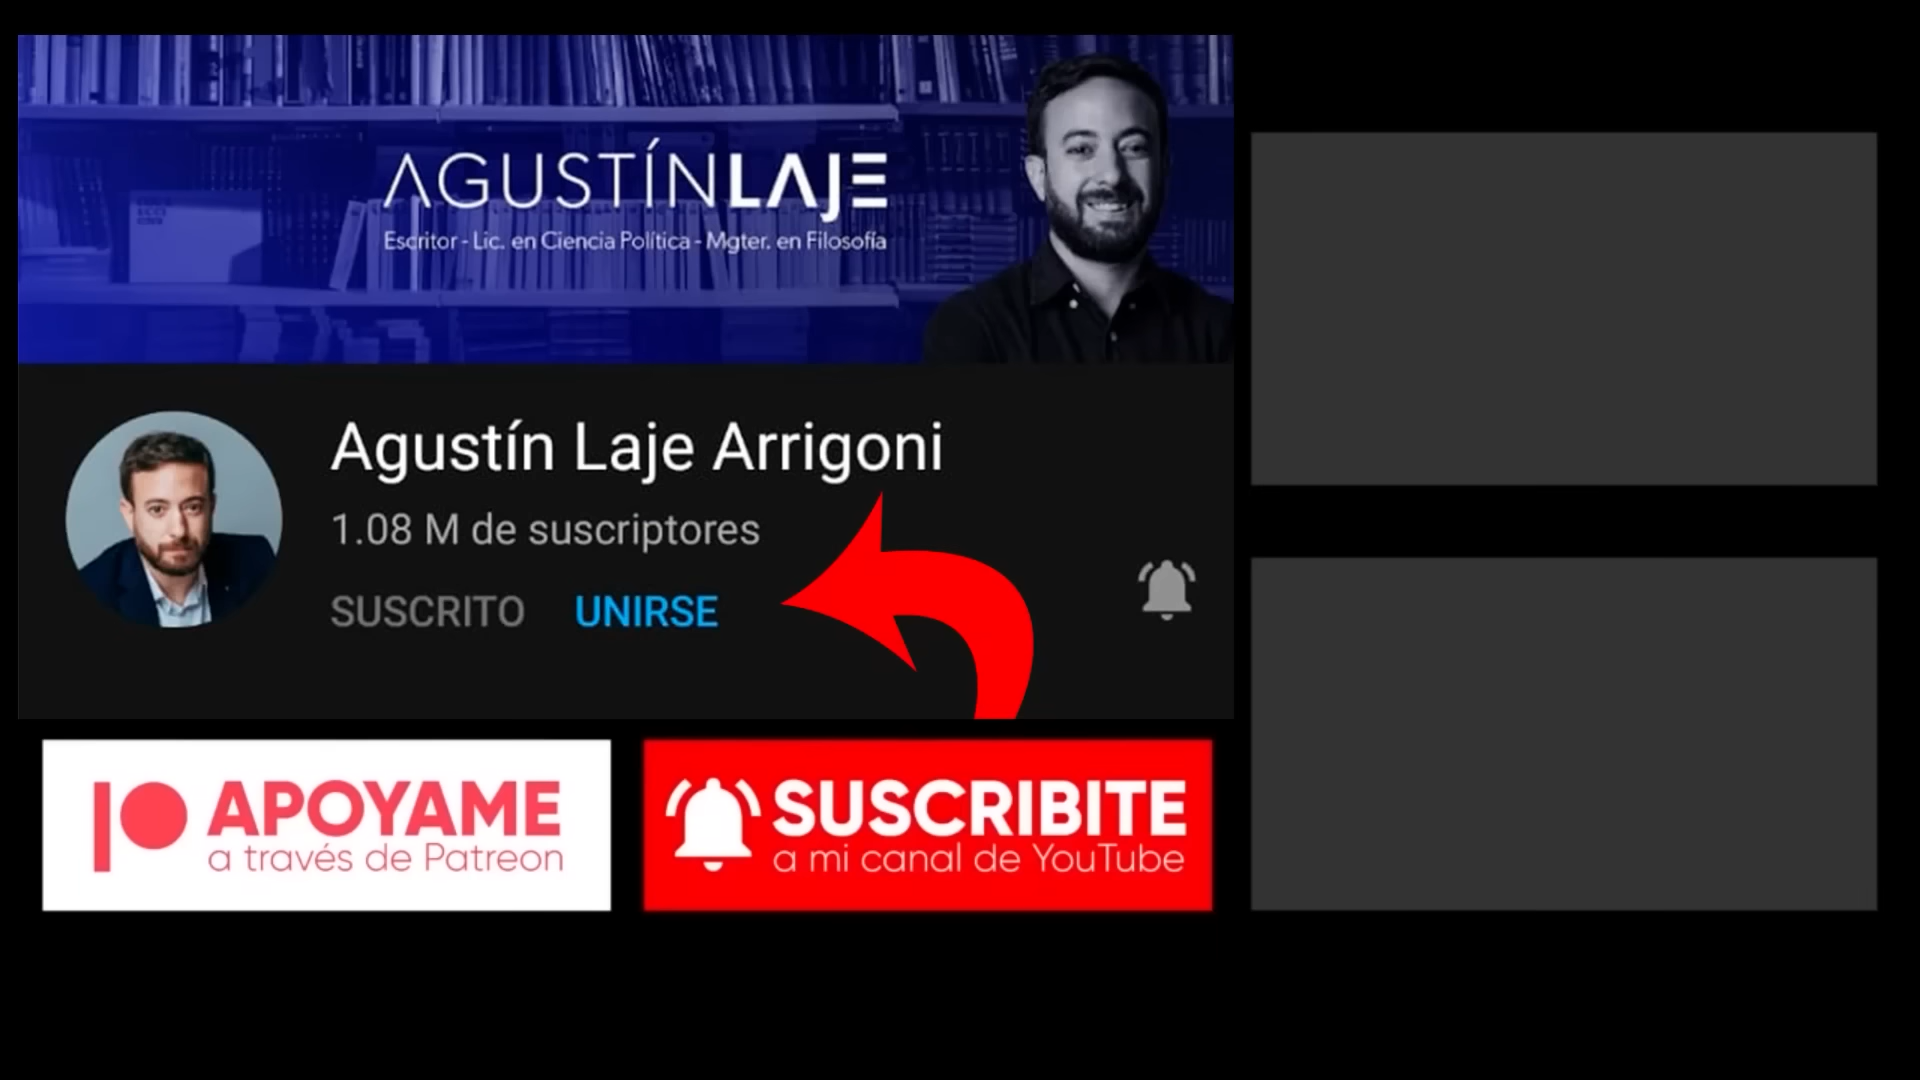 AGUSTÍNLAJE
Escritor - Lic. en Ciencia Política - Mgter. en Filosofía
Agustín Laje Arrigoni
1.08 M de suscriptores
SUSCRITO UNIRSE
APOYAME
a través de Patreon
SUSCRIBITE
a mi canal de YouTube